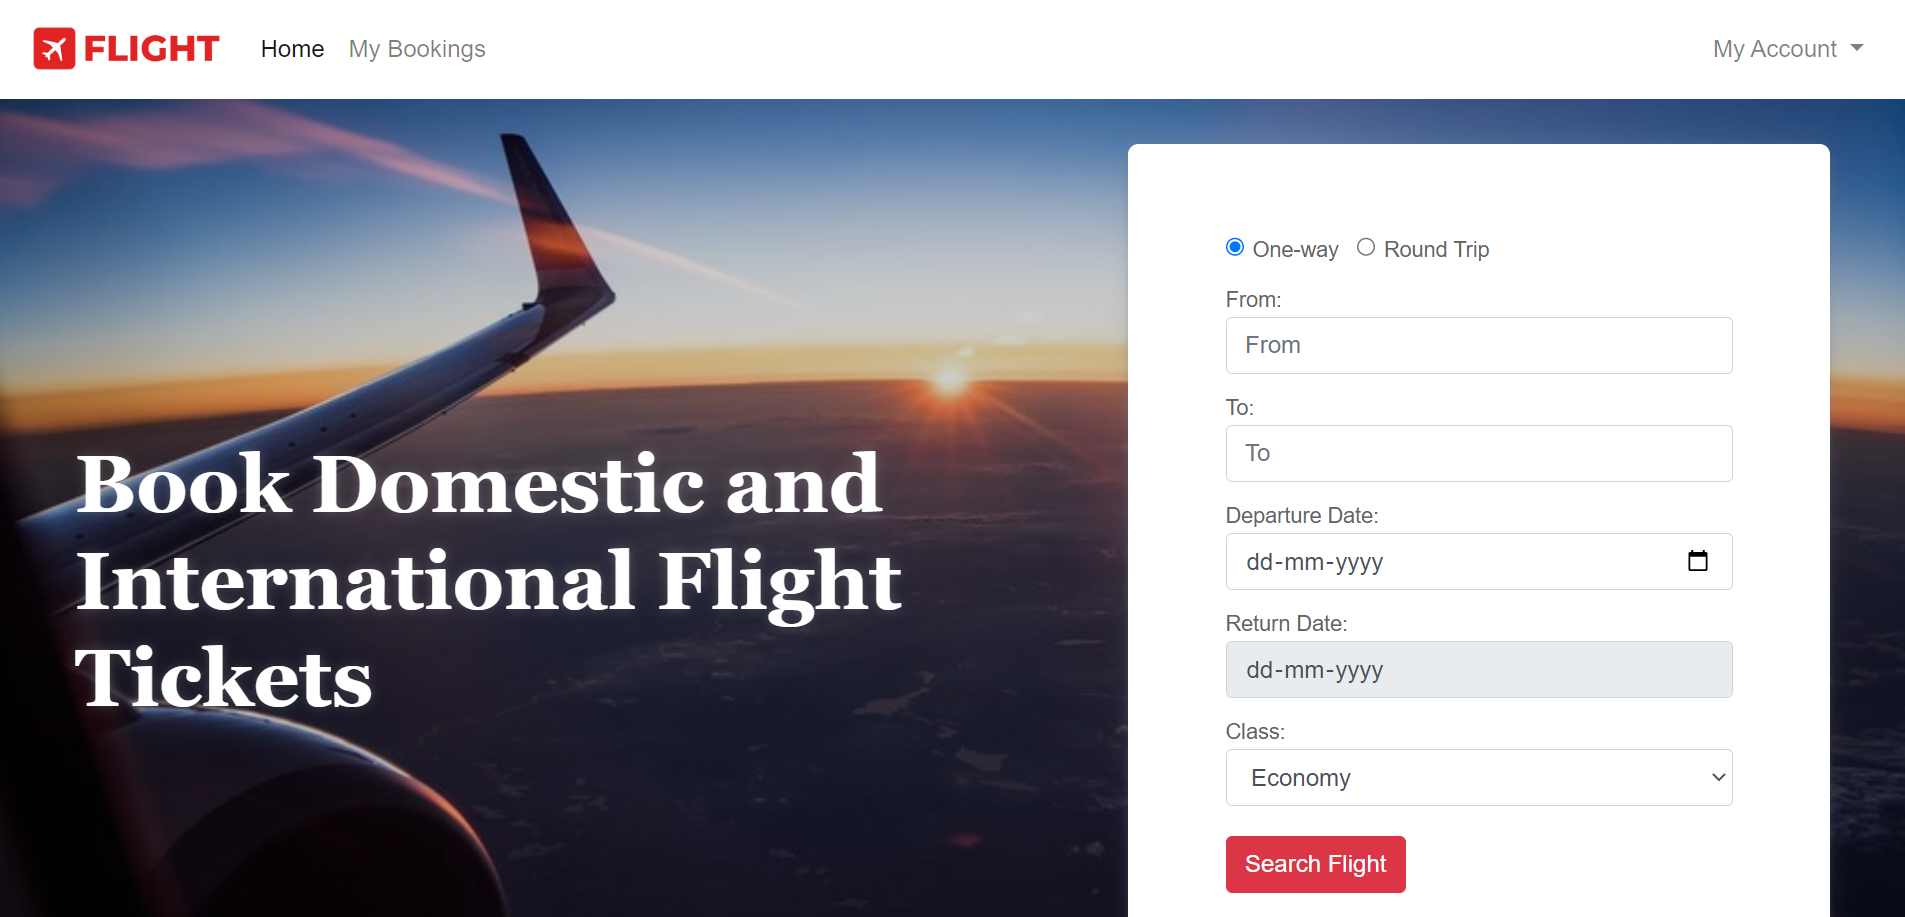 FLIGHT
Home My Bookings
My Account
Book Domestic and
International Flight
Tickets
One-way Round Trip
From:
From
To:
To
Departure Date:
dd-mm-yyyy
Return Date:
dd-mm-yyyy
Class:
Economy
Search Flight